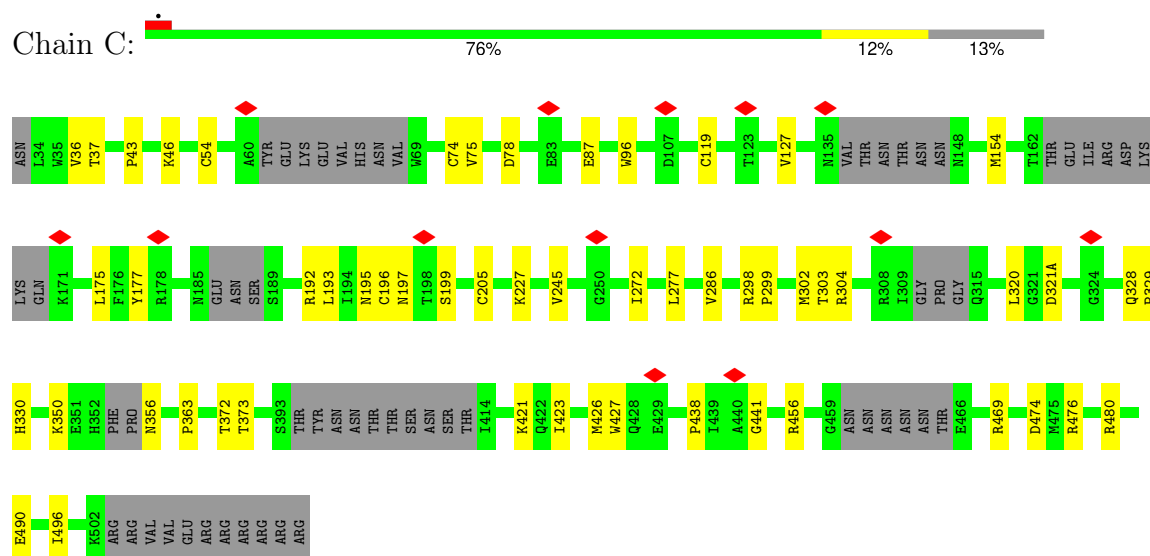 Chain C:
76% 12% 13%
ASN L34 W35 V36 T37 P43 K46 C54 A60 TYR GLU LYS GLU VAL HIS ASN VAL W69 C74 V75 D78 E83 E87 W96 D107 C119 T123 V127 N135 VAL THR ASN THR ASN ASN N148 M154 T162 THR GLU ILE ARG ASP LYS
LYS GLN K171 L175 F176 Y177 R178 N185 GLU ASN SER S189 R192 L193 I194 N195 C196 N197 T198 S199 C205 K227 V245 G250 I272 L277 V286 R298 P299 M302 T303 R304 R308 I309 GLY PRO GLY Q315 L320 G321 D321A G324 Q328
H330 K350 E351 H352 PHE PRO N356 P363 T372 T373 S393 THR TYR ASN ASN THR THR SER ASN SER THR I414 K421 Q422 I423 M426 W427 Q428 E429 P438 I439 A440 G441 R456 G459 ASN ASN ASN ASN ASN THR E466 R469 D474 M475 R476 R480
E490 I496 K502 ARG ARG VAL VAL GLU ARG ARG ARG ARG ARG ARG